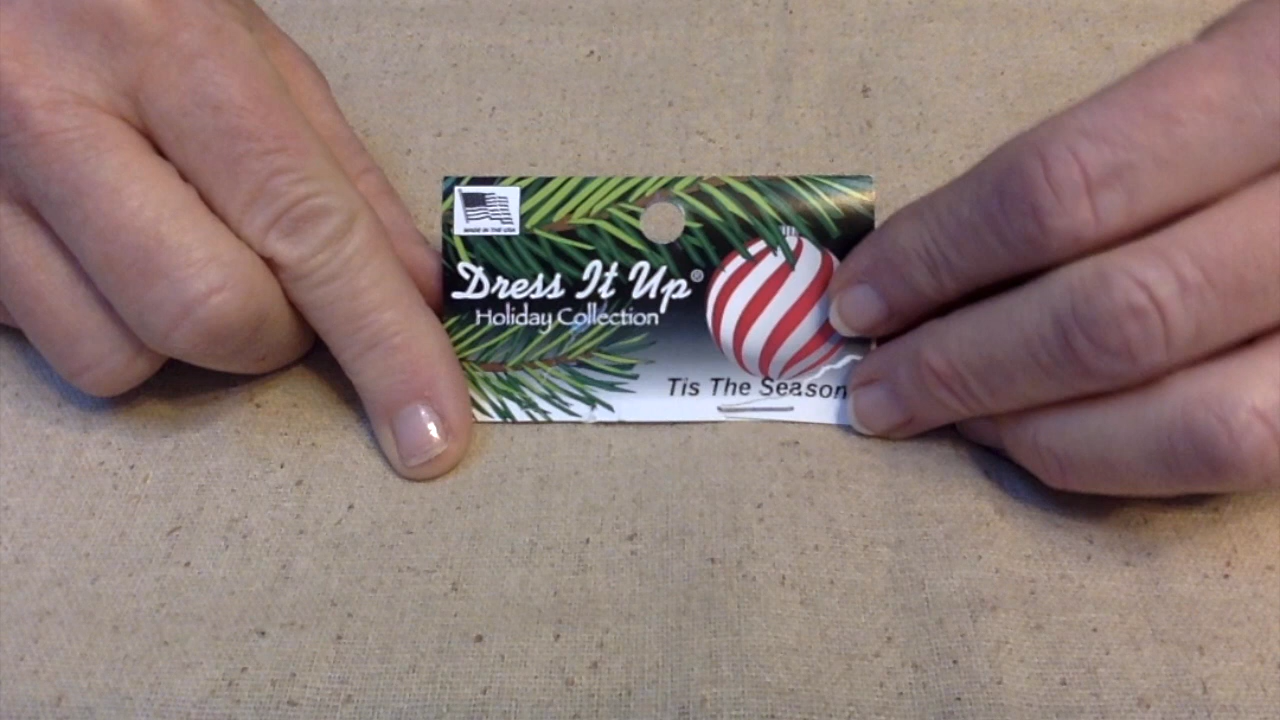 MADE IN THE USA
Dress It Up®
Holiday Collection
Tis The Season